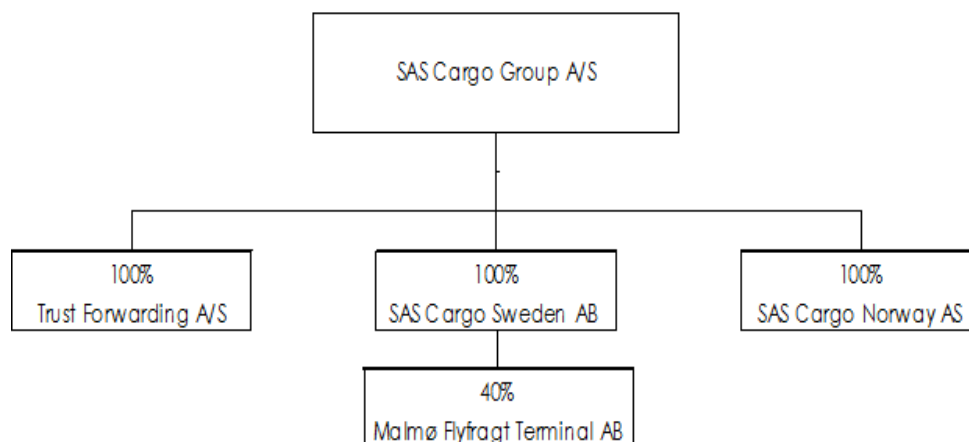 SAS Cargo Group A/S
100%
Trust Forwarding A/S
100%
SAS Cargo Sweden AB
100%
SAS Cargo Norway AS
40%
Malmø Flyfragt Terminal AB